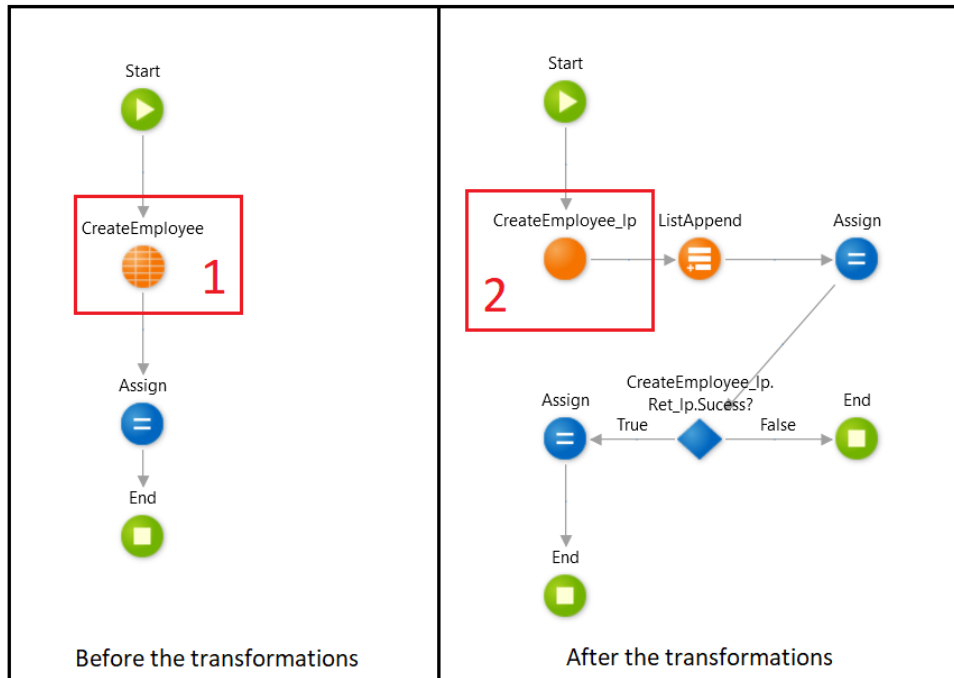 Start
CreateEmployee
1
Assign
End
Before the transformations
Start
CreateEmployee_lp
ListAppend
Assign
2
CreateEmployee_lp.
Ret_lp.Sucess?
Assign
True
False
End
End
After the transformations